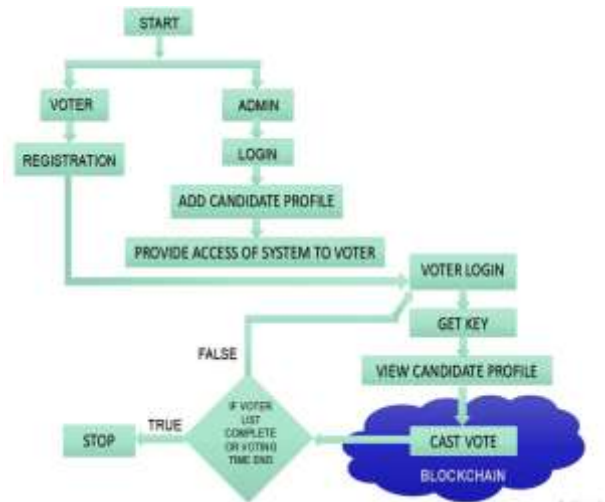 START
VOTER
ADMIN
REGISTRATION
LOGIN
ADD CANDIDATE PROFILE
PROVIDE ACCESS OF SYSTEM TO VOTER
VOTER LOGIN
GET KEY
VIEW CANDIDATE PROFILE
CAST VOTE
BLOCKCHAIN
FALSE
IF VOTER
LIST
COMPLETE
OR VOTING
TIME END
TRUE
STOP